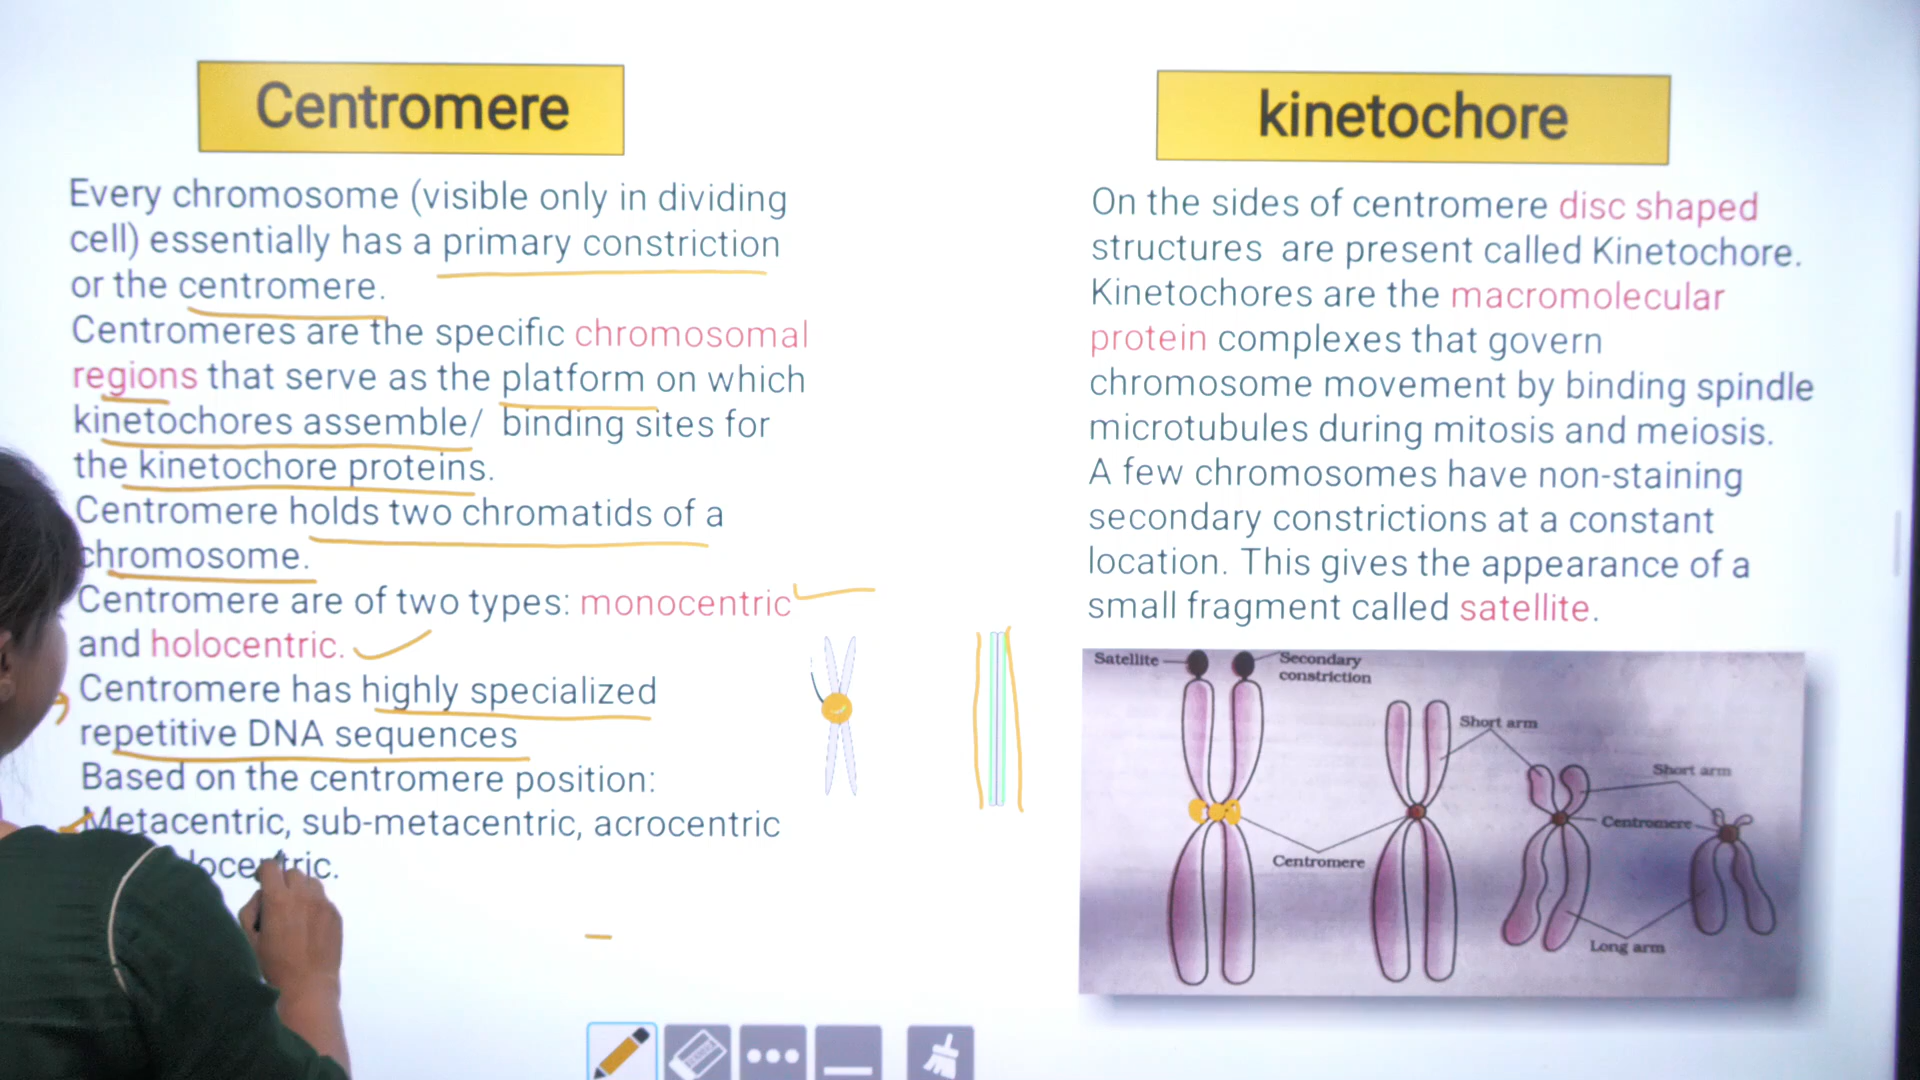 Centromere
Every chromosome (visible only in dividing
cell) essentially has a primary constriction
or the centromere.
Centromeres are the specific chromosomal
regions that serve as the platform on which
kinetochores assemble/ binding sites for
the kinetochore proteins.
Centromere holds two chromatids of a
chromosome.
Centromere are of two types: monocentric
and holocentric.
Centromere has highly specialized
repetitive DNA sequences
Based on the centromere position:
Metacentric, sub-metacentric, acrocentric
kinetochore
On the sides of centromere disc shaped
structures are present called Kinetochore.
Kinetochores are the macromolecular
protein complexes that govern
chromosome movement by binding spindle
microtubules during mitosis and meiosis.
A few chromosomes have non-staining
secondary constrictions at a constant
location. This gives the appearance of a
small fragment called satellite.
Satellite
Secondary
constriction
Short arm
Short arm
Centromere
Centromere
Long arm